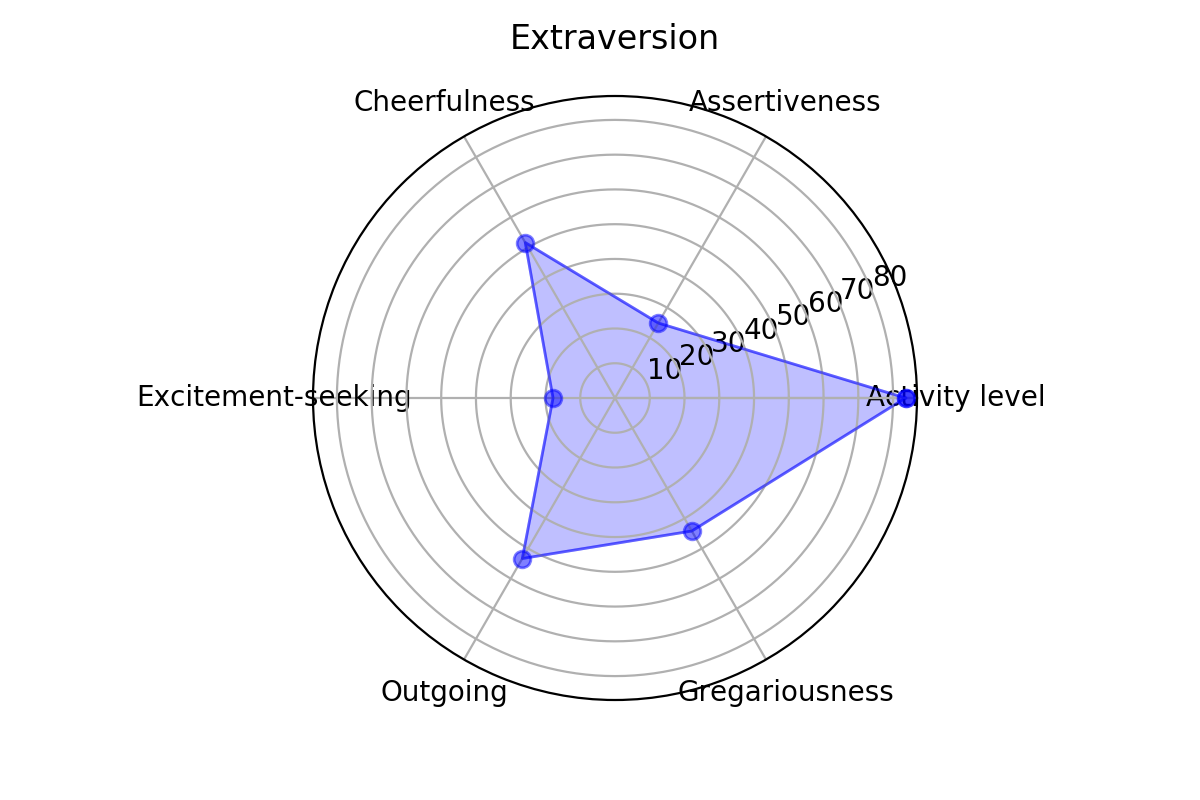 Extraversion
Cheerfulness
Assertiveness
80
70
60
50
40
30
20
10
Excitement-seeking
Activity level
Outgoing
Gregariousness